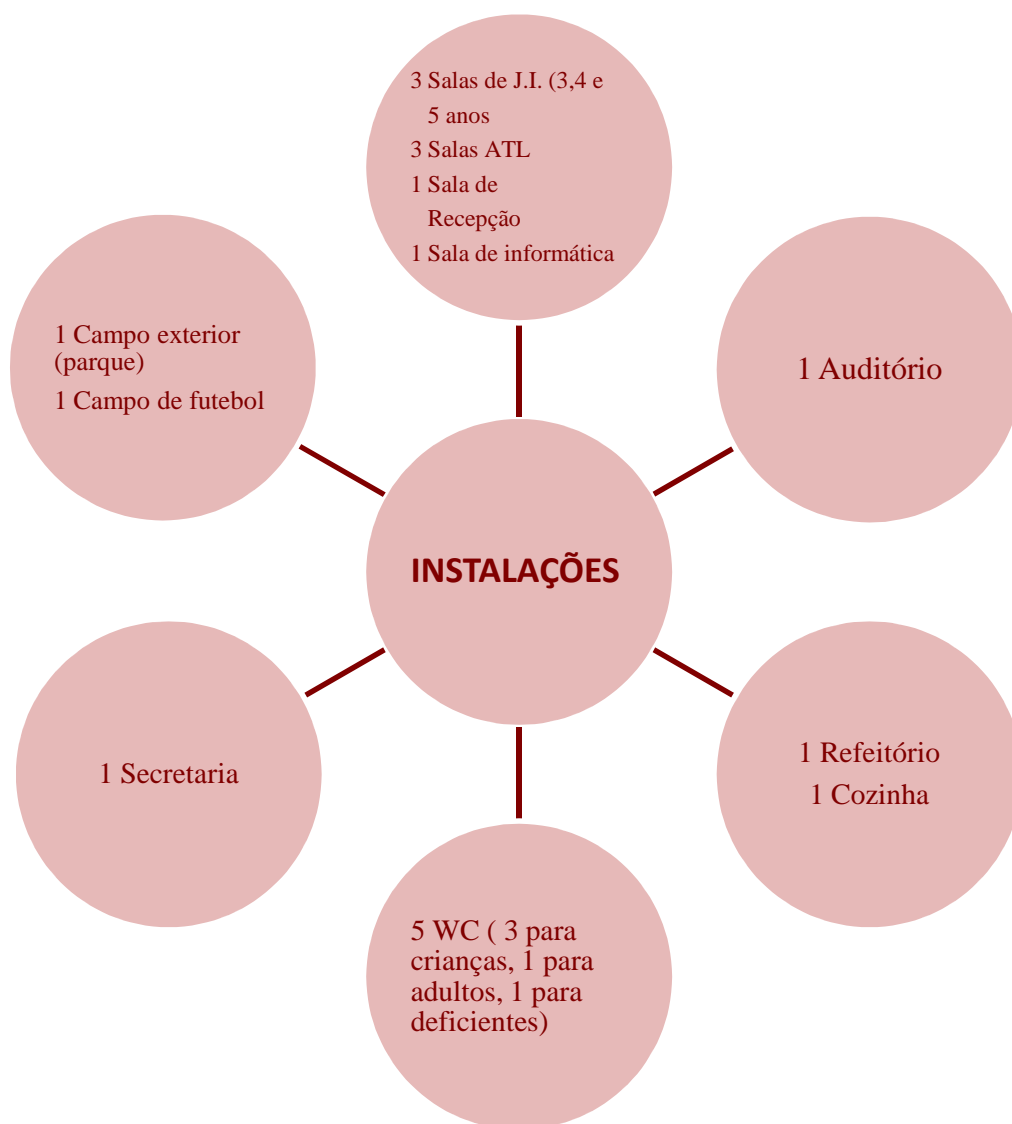 3 Salas de J.I. (3,4 e
5 anos
3 Salas ATL
1 Sala de
Recepção
1 Sala de informática
1 Campo exterior
(parque)
1 Campo de futebol
1 Auditório
INSTALAÇÕES
1 Secretaria
1 Refeitório
1 Cozinha
5 WC ( 3 para
crianças, 1 para
adultos, 1 para
deficientes)